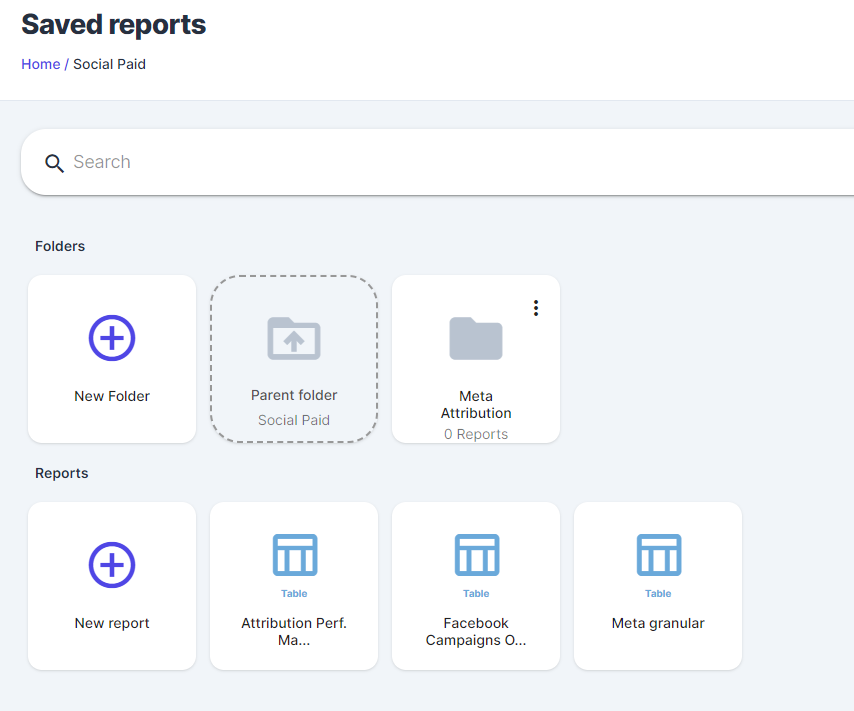 Saved reports
Home / Social Paid
Search
Folders
New Folder
Parent folder
Social Paid
Meta
Attribution
0 Reports
Reports
New report
Table
Attribution Perf.
Ma...
Table
Facebook
Campaigns O...
Table
Meta granular